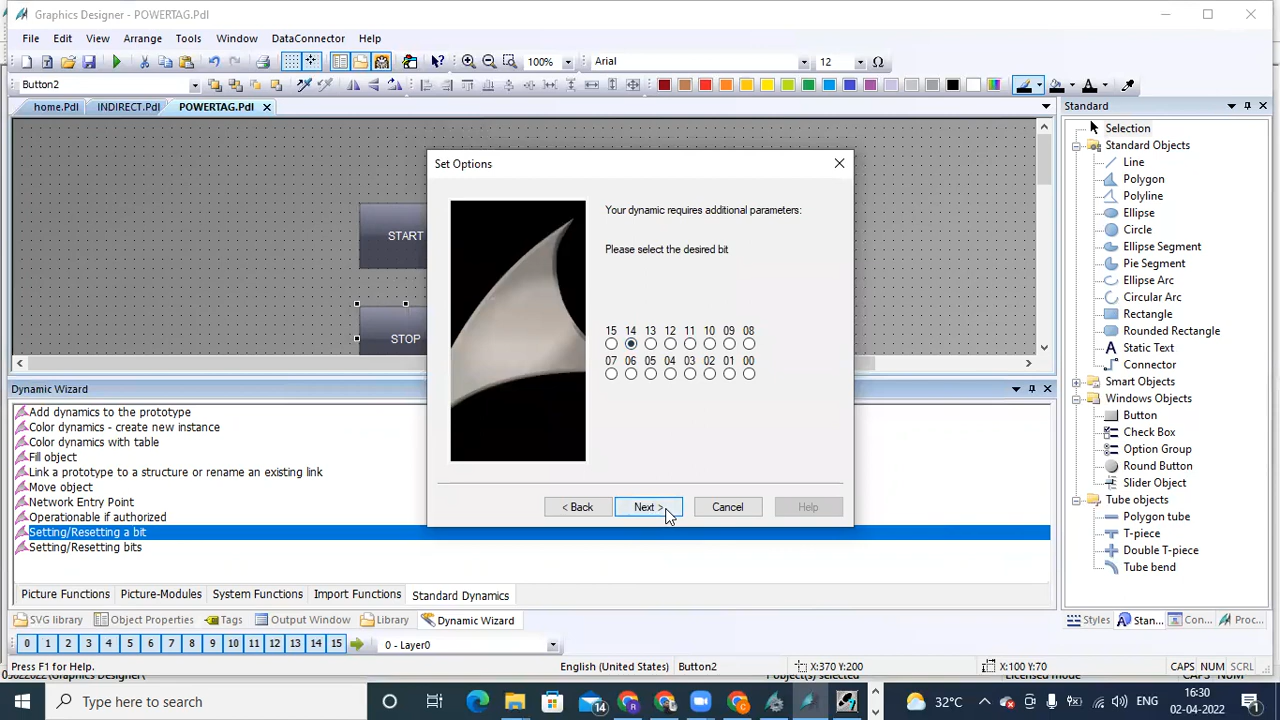 Graphics Designer - POWERTAG.Pdl
File Edit View Arrange Tools Window DataConnector Help
100% Arial 12 Ω
Button2
home.Pdl INDIRECT.Pdl POWERTAG.Pdl
Standard
Selection
Standard Objects
Line
Polygon
Polyline
Ellipse
Circle
Ellipse Segment
Pie Segment
Ellipse Arc
Circular Arc
Rectangle
Rounded Rectangle
Static Text
Connector
Smart Objects
Windows Objects
Button
Check Box
Option Group
Round Button
Slider Object
Tube objects
Polygon tube
T-piece
Double T-piece
Tube bend
START
STOP
Set Options
Your dynamic requires additional parameters:
Please select the desired bit
15 14 13 12 11 10 09 08
07 06 05 04 03 02 01 00
< Back Next > Cancel Help
Dynamic Wizard
Add dynamics to the prototype
Color dynamics - create new instance
Color dynamics with table
Fill object
Link a prototype to a structure or rename an existing link
Move object
Network Entry Point
Operationable if authorized
Setting/Resetting a bit
Setting/Resetting bits
Picture Functions Picture-Modules System Functions Import Functions Standard Dynamics
SVG library Object Properties Tags Output Window Library Dynamic Wizard
Styles Stan... Con... Proc...
0 1 2 3 4 5 6 7 8 9 10 11 12 13 14 15 0 - Layer0
Press F1 for Help. English (United States) Button2 X:370 Y:200 X:100 Y:70 CAPS NUM SCRL
Type here to search 14 32°C 16:30
02-04-2022